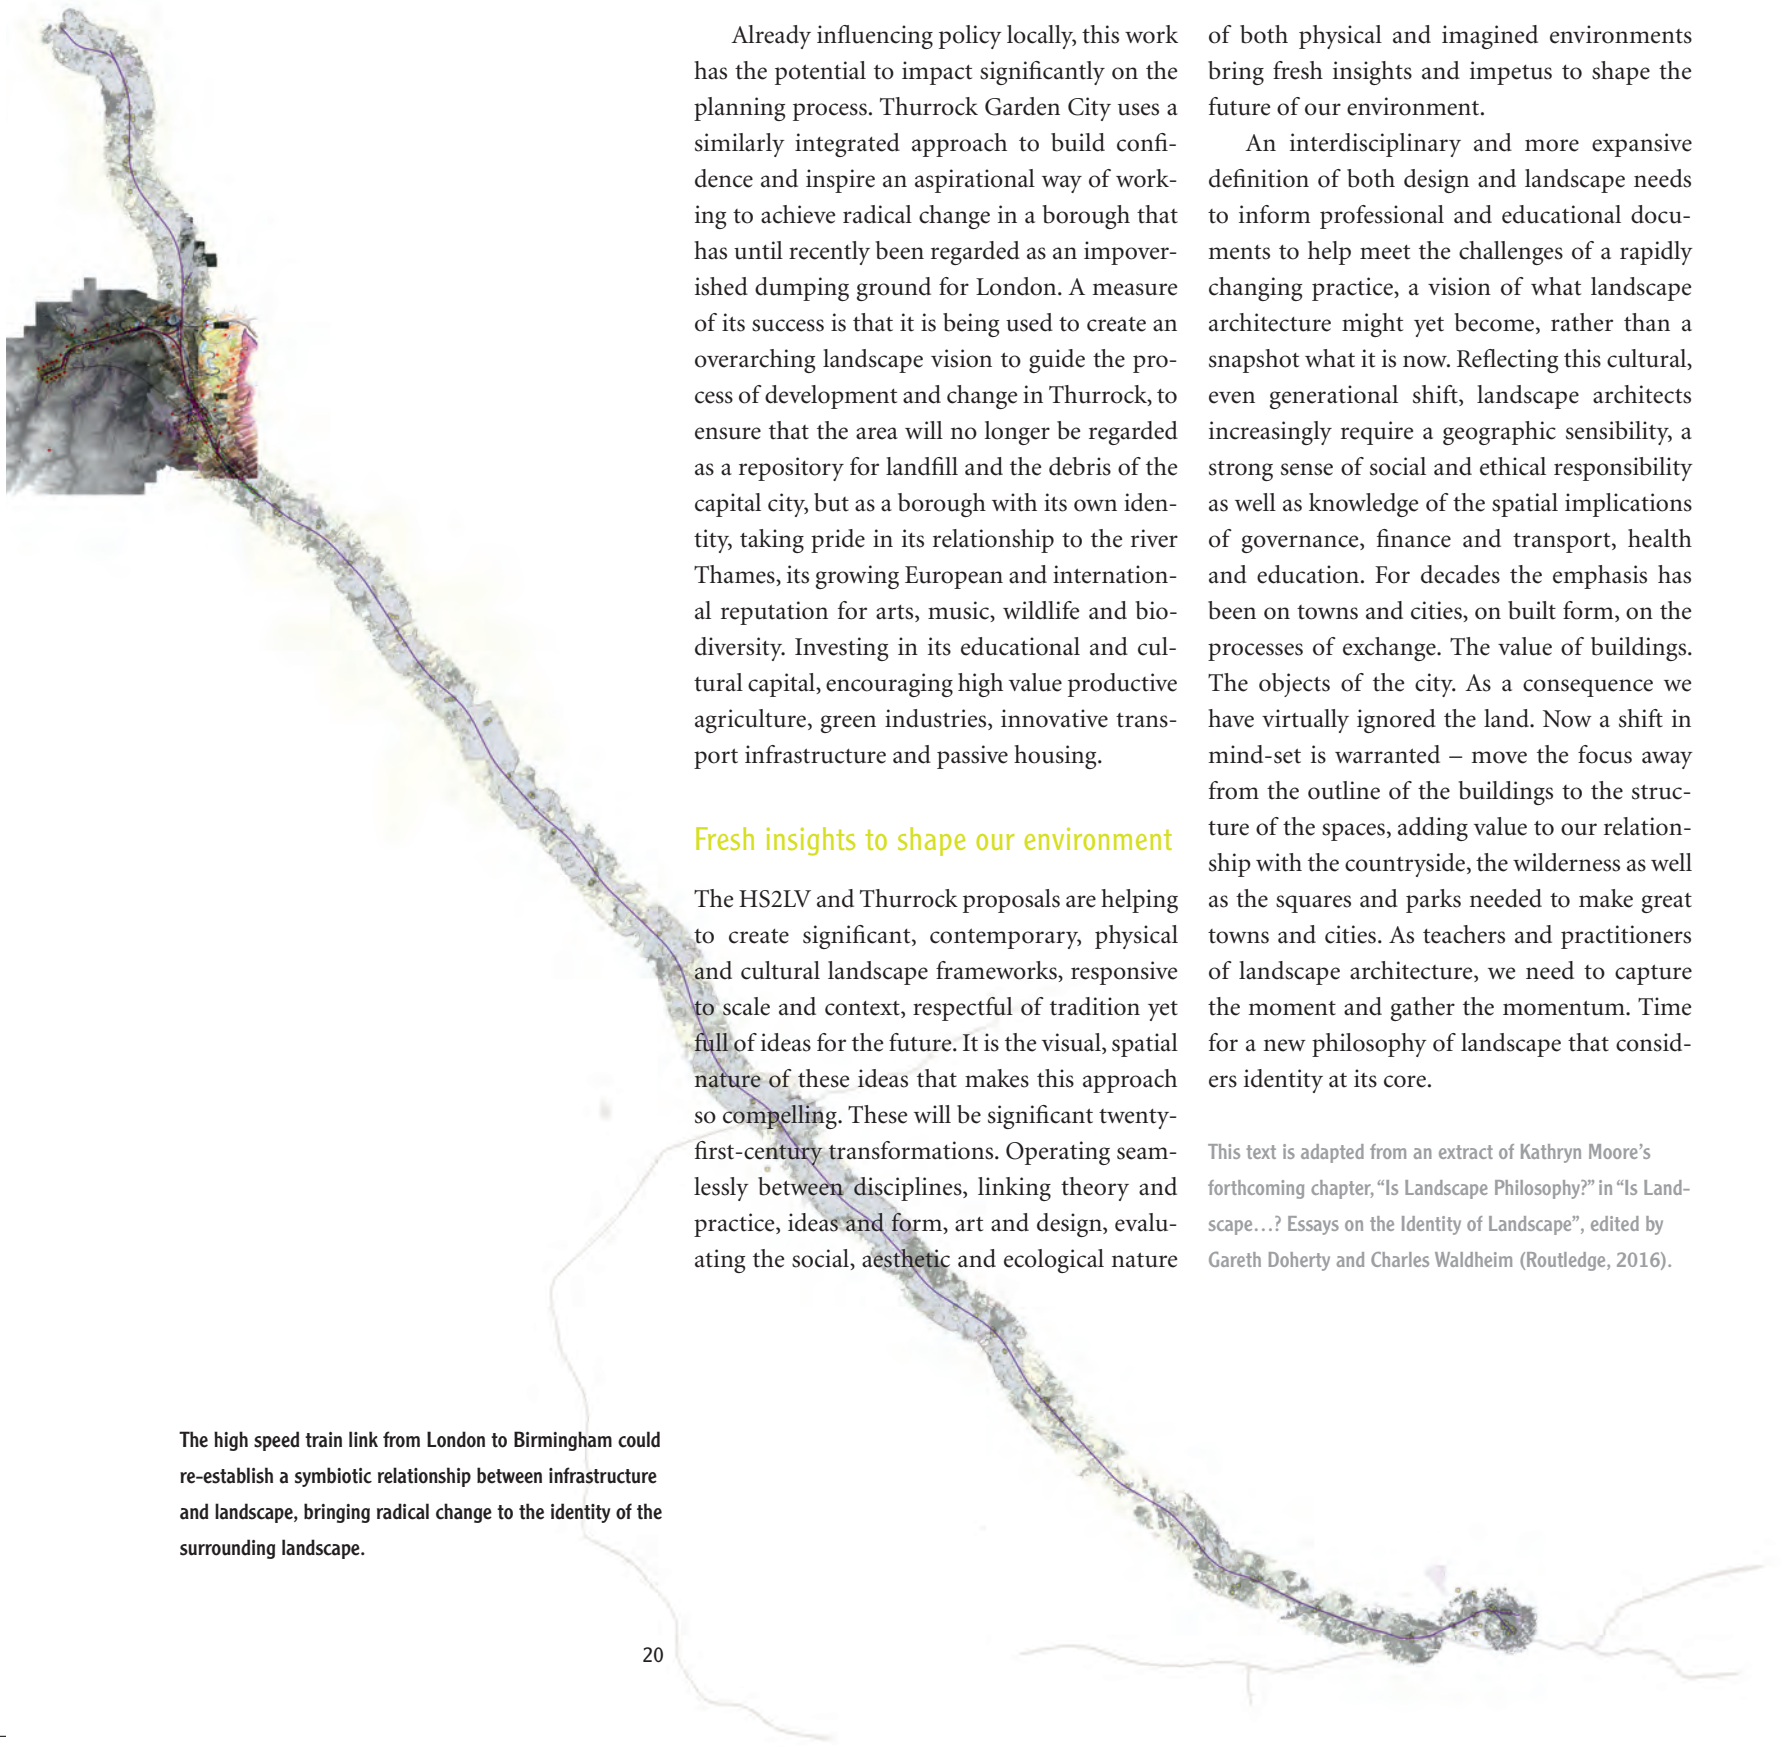 Already influencing policy locally, this work
has the potential to impact significantly on the
planning process. Thurrock Garden City uses a
similarly integrated approach to build confi-
dence and inspire an aspirational way of work-
ing to achieve radical change in a borough that
has until recently been regarded as an impover-
ished dumping ground for London. A measure
of its success is that it is being used to create an
overarching landscape vision to guide the pro-
cess of development and change in Thurrock, to
ensure that the area will no longer be regarded
as a repository for landfill and the debris of the
capital city, but as a borough with its own iden-
tity, taking pride in its relationship to the river
Thames, its growing European and internation-
al reputation for arts, music, wildlife and bio-
diversity. Investing in its educational and cul-
tural capital, encouraging high value productive
agriculture, green industries, innovative trans-
port infrastructure and passive housing.
Fresh insights to shape our environment
The HS2LV and Thurrock proposals are helping
to create significant, contemporary, physical
and cultural landscape frameworks, responsive
to scale and context, respectful of tradition yet
full of ideas for the future. It is the visual, spatial
nature of these ideas that makes this approach
so compelling. These will be significant twenty-
first-century transformations. Operating seam-
lessly between disciplines, linking theory and
practice, ideas and form, art and design, evalu-
ating the social, aesthetic and ecological nature
of both physical and imagined environments
bring fresh insights and impetus to shape the
future of our environment.
An interdisciplinary and more expansive
definition of both design and landscape needs
to inform professional and educational docu-
ments to help meet the challenges of a rapidly
changing practice, a vision of what landscape
architecture might yet become, rather than a
snapshot what it is now. Reflecting this cultural,
even generational shift, landscape architects
increasingly require a geographic sensibility, a
strong sense of social and ethical responsibility
as well as knowledge of the spatial implications
of governance, finance and transport, health
and education. For decades the emphasis has
been on towns and cities, on built form, on the
processes of exchange. The value of buildings.
The objects of the city. As a consequence we
have virtually ignored the land. Now a shift in
mind-set is warranted – move the focus away
from the outline of the buildings to the struc-
ture of the spaces, adding value to our relation-
ship with the countryside, the wilderness as well
as the squares and parks needed to make great
towns and cities. As teachers and practitioners
of landscape architecture, we need to capture
the moment and gather the momentum. Time
for a new philosophy of landscape that consid-
ers identity at its core.
This text is adapted from an extract of Kathryn Moore’s
forthcoming chapter, “Is Landscape Philosophy?” in “Is Land-
scape…? Essays on the Identity of Landscape”, edited by
Gareth Doherty and Charles Waldheim (Routledge, 2016).
The high speed train link from London to Birmingham could
re-establish a symbiotic relationship between infrastructure
and landscape, bringing radical change to the identity of the
surrounding landscape.
20